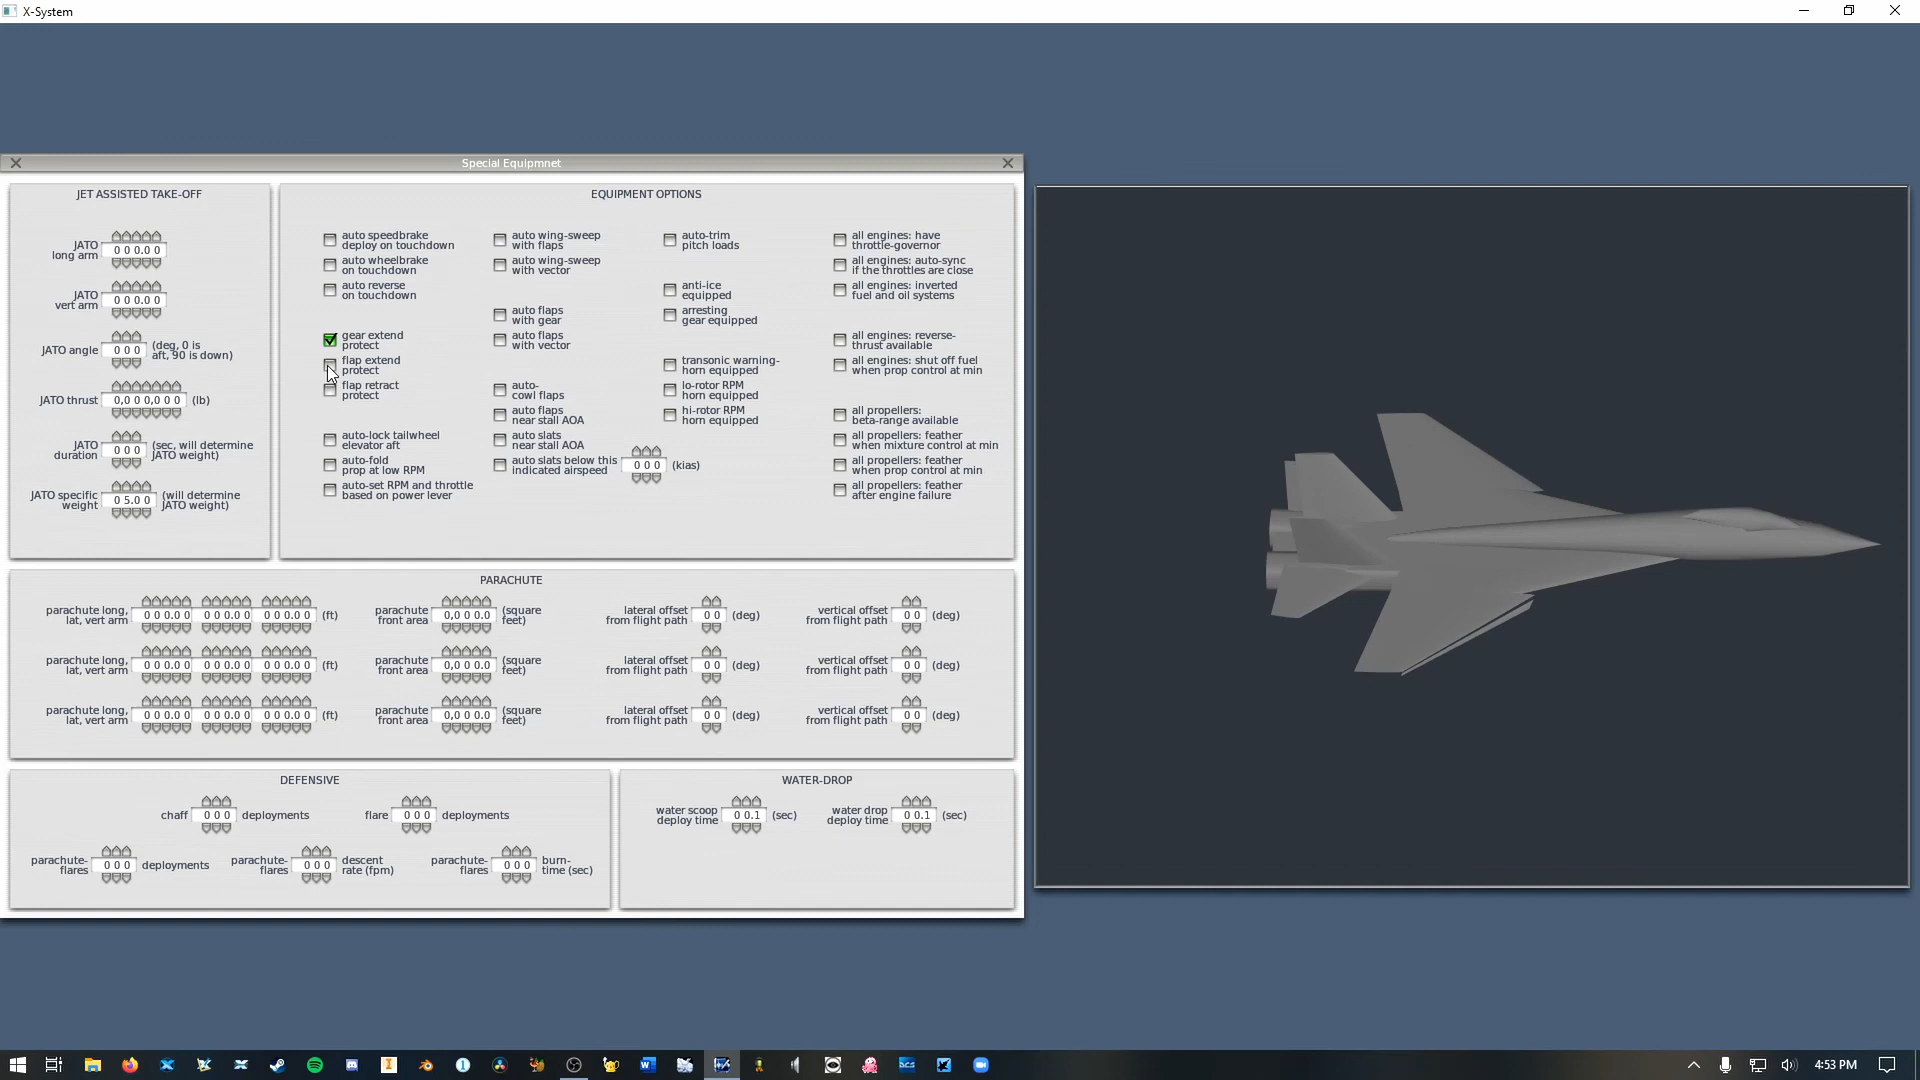 X-System
Special Equipmnet
JET ASSISTED TAKE-OFF
JATO
long arm
0 0 0.0 0
JATO
vert arm
0 0 0.0 0
JATO angle
0 0 0
(deg, 0 is
aft, 90 is down)
JATO thrust
0,0 0 0,0 0 0
(lb)
JATO
duration
0 0 0
(sec, will determine
JATO weight)
JATO specific
weight
0 5.0 0
(will determine
JATO weight)
EQUIPMENT OPTIONS
auto speedbrake
deploy on touchdown
auto wheelbrake
on touchdown
auto reverse
on touchdown
gear extend
protect
flap extend
protect
flap retract
protect
auto-lock tailwheel
elevator aft
auto-fold
prop at low RPM
auto-set RPM and throttle
based on power lever
auto wing-sweep
with flaps
auto wing-sweep
with vector
auto flaps
with gear
auto flaps
with vector
auto-
cowl flaps
auto flaps
near stall AOA
auto slats
near stall AOA
auto slats below this
indicated airspeed
0 0 0
(kias)
auto-trim
pitch loads
anti-ice
equipped
arresting
gear equipped
transonic warning-
horn equipped
lo-rotor RPM
horn equipped
hi-rotor RPM
horn equipped
all engines: have
throttle-governor
all engines: auto-sync
if the throttles are close
all engines: inverted
fuel and oil systems
all engines: reverse-
thrust available
all engines: shut off fuel
when prop control at min
all propellers:
beta-range available
all propellers: feather
when mixture control at min
all propellers: feather
when prop control at min
all propellers: feather
after engine failure
PARACHUTE
parachute long,
lat, vert arm
0 0 0.0 0 0 0 0.0 0 0 0 0.0 0
(ft)
parachute
front area
0,0 0 0.0
(square
feet)
lateral offset
from flight path
0 0
(deg)
vertical offset
from flight path
0 0
(deg)
parachute long,
lat, vert arm
0 0 0.0 0 0 0 0.0 0 0 0 0.0 0
(ft)
parachute
front area
0,0 0 0.0
(square
feet)
lateral offset
from flight path
0 0
(deg)
vertical offset
from flight path
0 0
(deg)
parachute long,
lat, vert arm
0 0 0.0 0 0 0 0.0 0 0 0 0.0 0
(ft)
parachute
front area
0,0 0 0.0
(square
feet)
lateral offset
from flight path
0 0
(deg)
vertical offset
from flight path
0 0
(deg)
DEFENSIVE
chaff
0 0 0
deployments
flare
0 0 0
deployments
parachute-
flares
0 0 0
deployments
parachute-
flares
0 0 0
descent
rate (fpm)
parachute-
flares
0 0 0
burn-
time (sec)
WATER-DROP
water scoop
deploy time
0 0.1
(sec)
water drop
deploy time
0 0.1
(sec)
4:53 PM